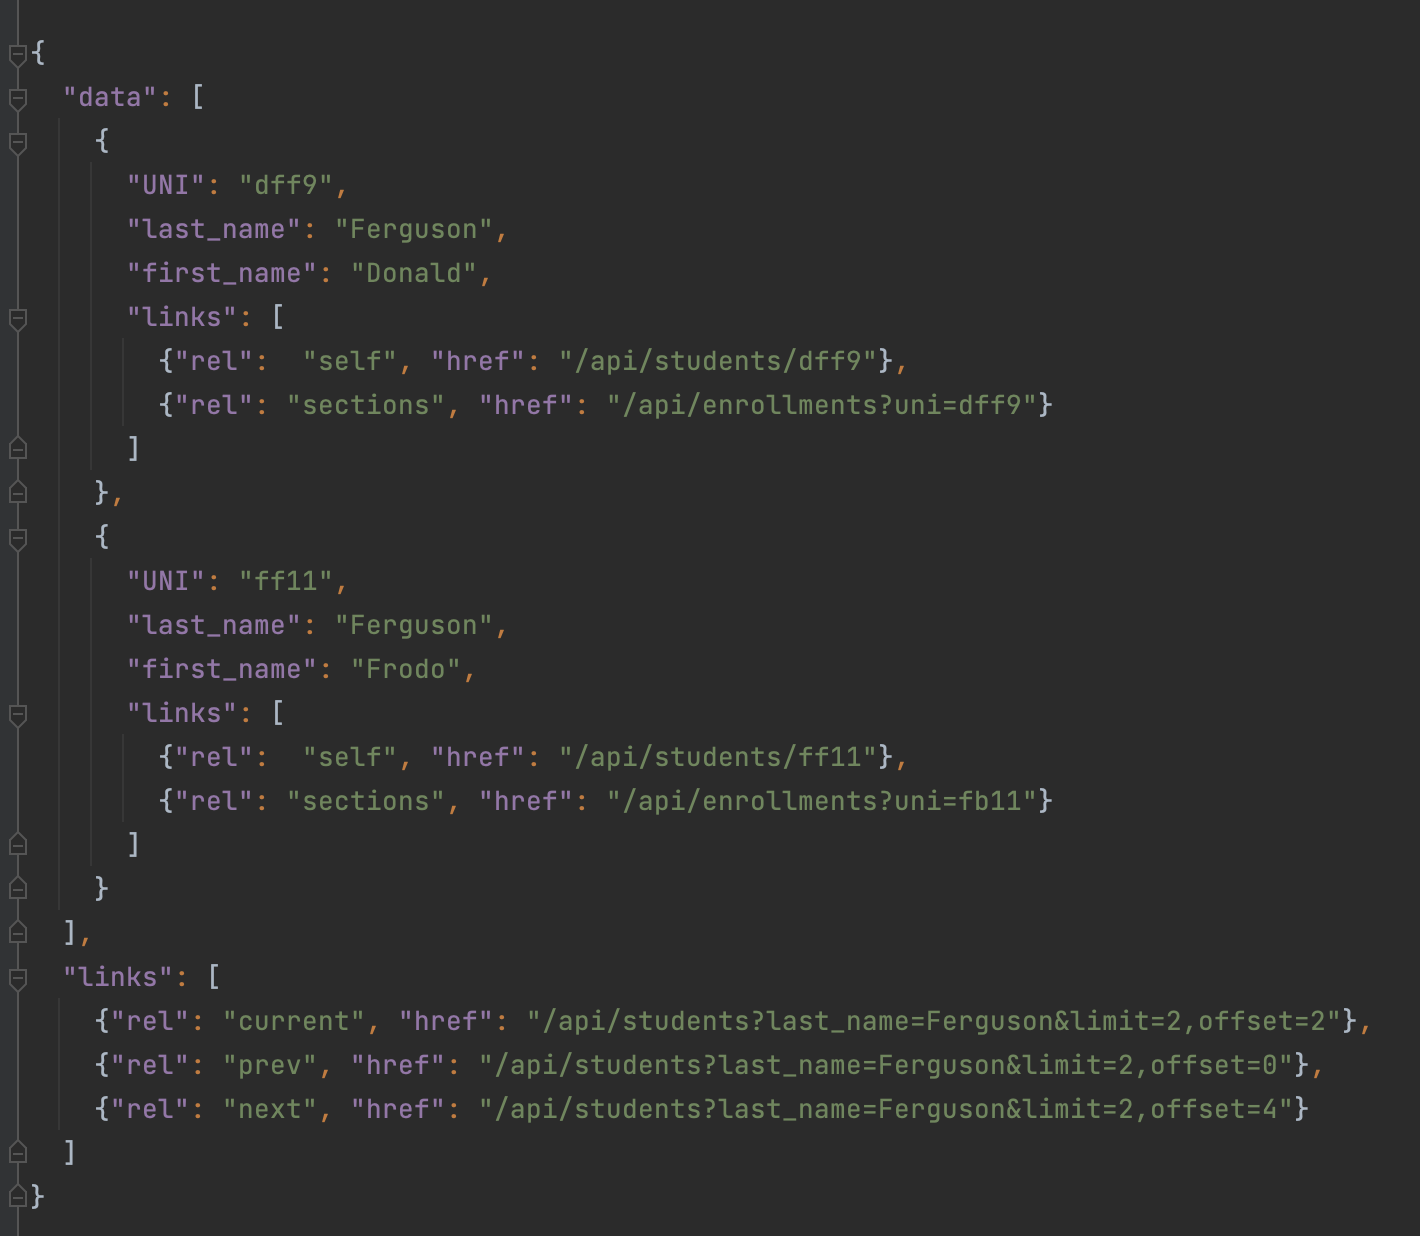 {
  "data": [
    {
      "UNI": "dff9",
      "last_name": "Ferguson",
      "first_name": "Donald",
      "links": [
        {"rel":  "self", "href": "/api/students/dff9"},
        {"rel": "sections", "href": "/api/enrollments?uni=dff9"}
      ]
    },
    {
      "UNI": "ff11",
      "last_name": "Ferguson",
      "first_name": "Frodo",
      "links": [
        {"rel":  "self", "href": "/api/students/ff11"},
        {"rel": "sections", "href": "/api/enrollments?uni=fb11"}
      ]
    }
  ],
  "links": [
    {"rel": "current", "href": "/api/students?last_name=Ferguson&limit=2,offset=2"},
    {"rel": "prev", "href": "/api/students?last_name=Ferguson&limit=2,offset=0"},
    {"rel": "next", "href": "/api/students?last_name=Ferguson&limit=2,offset=4"}
  ]
}